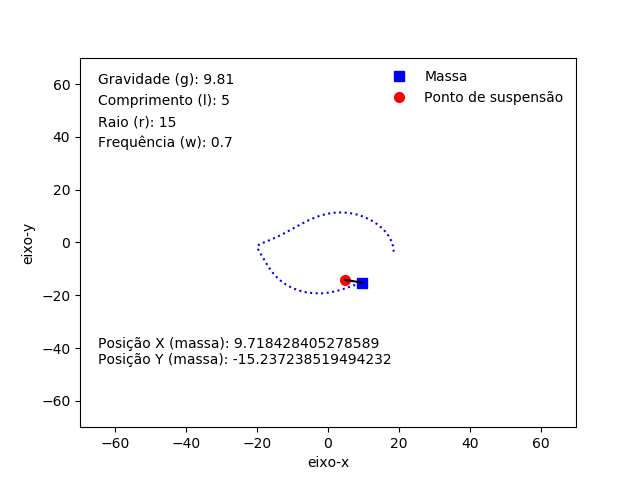 Gravidade (g): 9.81
Comprimento (l): 5
Raio (r): 15
Frequência (w): 0.7
Massa
Ponto de suspensão
60
40
20
0
−20
−40
−60
eixo-y
Posição X (massa): 9.718428405278589
Posição Y (massa): -15.237238519494232
−60
−40
−20
0
20
40
60
eixo-x